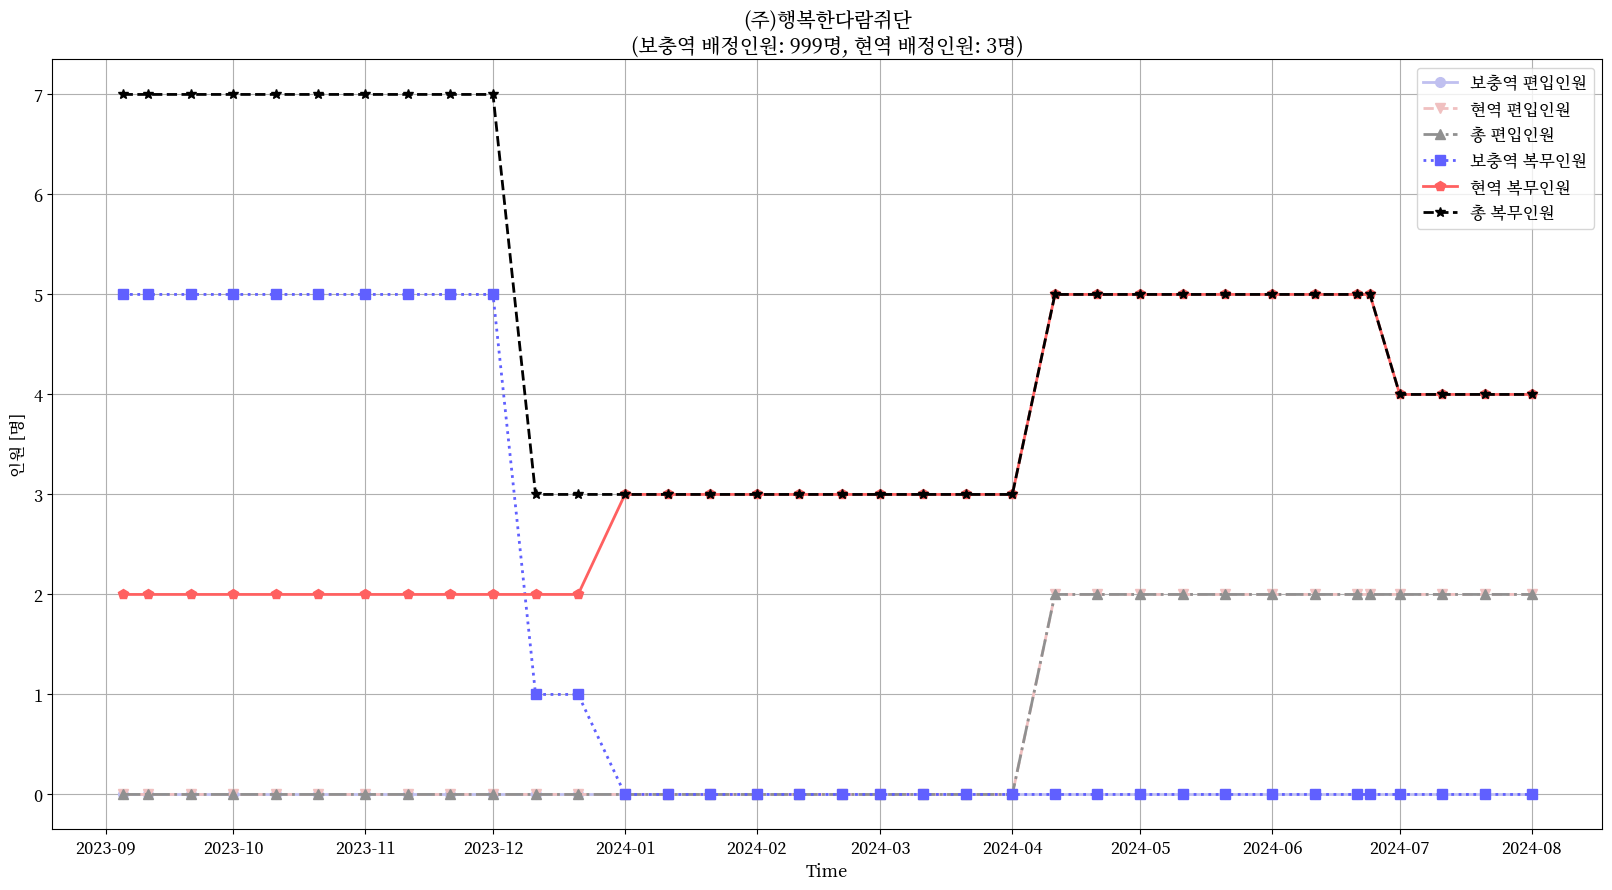 (주)행복한다람쥐단
(보충역 배정인원: 999명, 현역 배정인원: 3명)
보충역 편입인원
현역 편입인원
총 편입인원
보충역 복무인원
현역 복무인원
총 복무인원
인원 [명]
7
6
5
4
3
2
1
0
2023-09 2023-10 2023-11 2023-12 2024-01 2024-02 2024-03 2024-04 2024-05 2024-06 2024-07 2024-08
Time